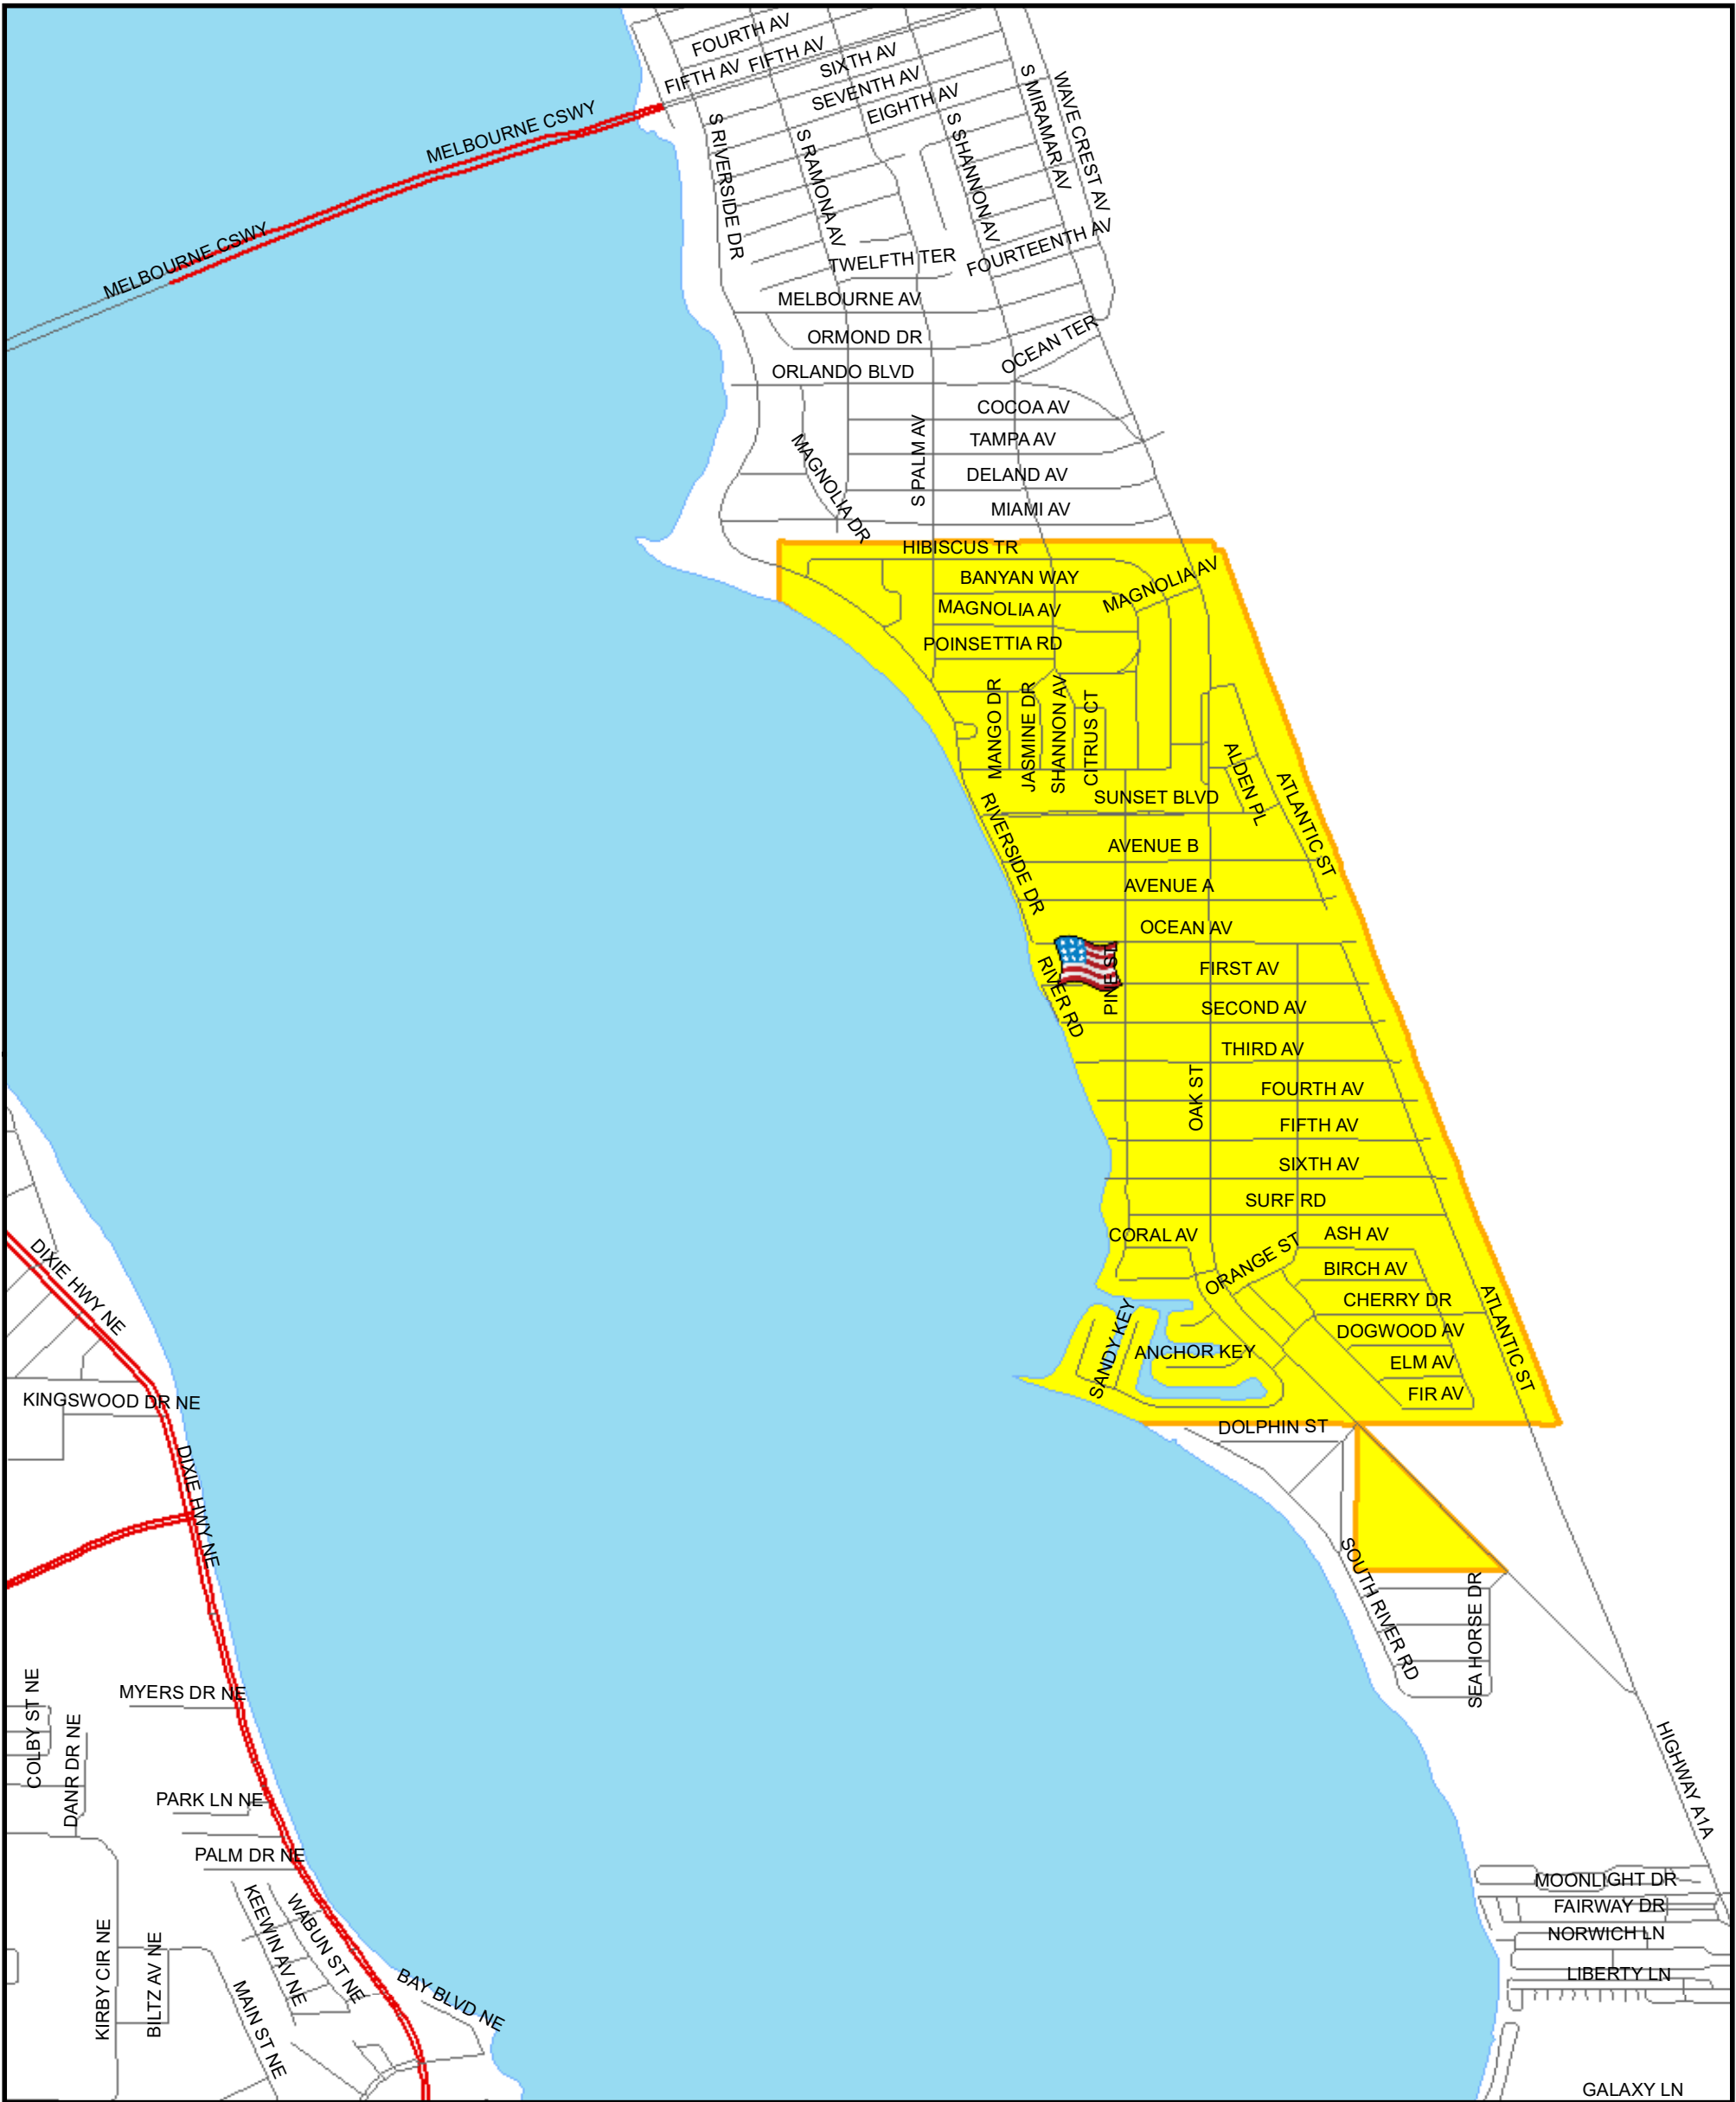 FOURTH AV
FIFTH AV
FIFTH AV
SIXTH AV
SEVENTH AV
EIGHTH AV
S MIRAMAR AV
WAVE CREST AV
MELBOURNE CSWY
MELBOURNE CSWY
S RIVERSIDE DR
S RAMONA AV
S SHANNON AV
FOURTEENTH AV
TWELFTH TER
MELBOURNE AV
ORMOND DR
OCEAN TER
ORLANDO BLVD
COCOA AV
S PALM AV
TAMPA AV
MAGNOLIA DR
DELAND AV
MIAMI AV
HIBISCUS TR
BANYAN WAY
MAGNOLIA AV
MAGNOLIA AV
POINSETTIA RD
MANGO DR
JASMINE DR
SHANNON AV
CITRUS CT
ALDEN PL
SUNSET BLVD
ATLANTIC ST
RIVERSIDE DR
AVENUE B
AVENUE A
OCEAN AV
RIVER RD
PINE ST
FIRST AV
SECOND AV
THIRD AV
OAK ST
FOURTH AV
FIFTH AV
SIXTH AV
SURF RD
CORAL AV
ORANGE ST
ASH AV
BIRCH AV
CHERRY DR
ATLANTIC ST
DOGWOOD AV
SANDY KEY
ANCHOR KEY
ELM AV
FIR AV
DOLPHIN ST
DIXIE HWY NE
KINGSWOOD DR NE
DIXIE HWY NE
SOUTH RIVER RD
SEA HORSE DR
COLBY ST NE
MYERS DR NE
DANR DR NE
HIGHWAY A1A
PARK LN NE
PALM DR NE
KEEWIN AV NE
WABUN ST NE
KIRBY CIR NE
BILTZ AV NE
MAIN ST NE
BAY BLVD NE
MOONLIGHT DR
FAIRWAY DR
NORWICH LN
LIBERTY LN
GALAXY LN